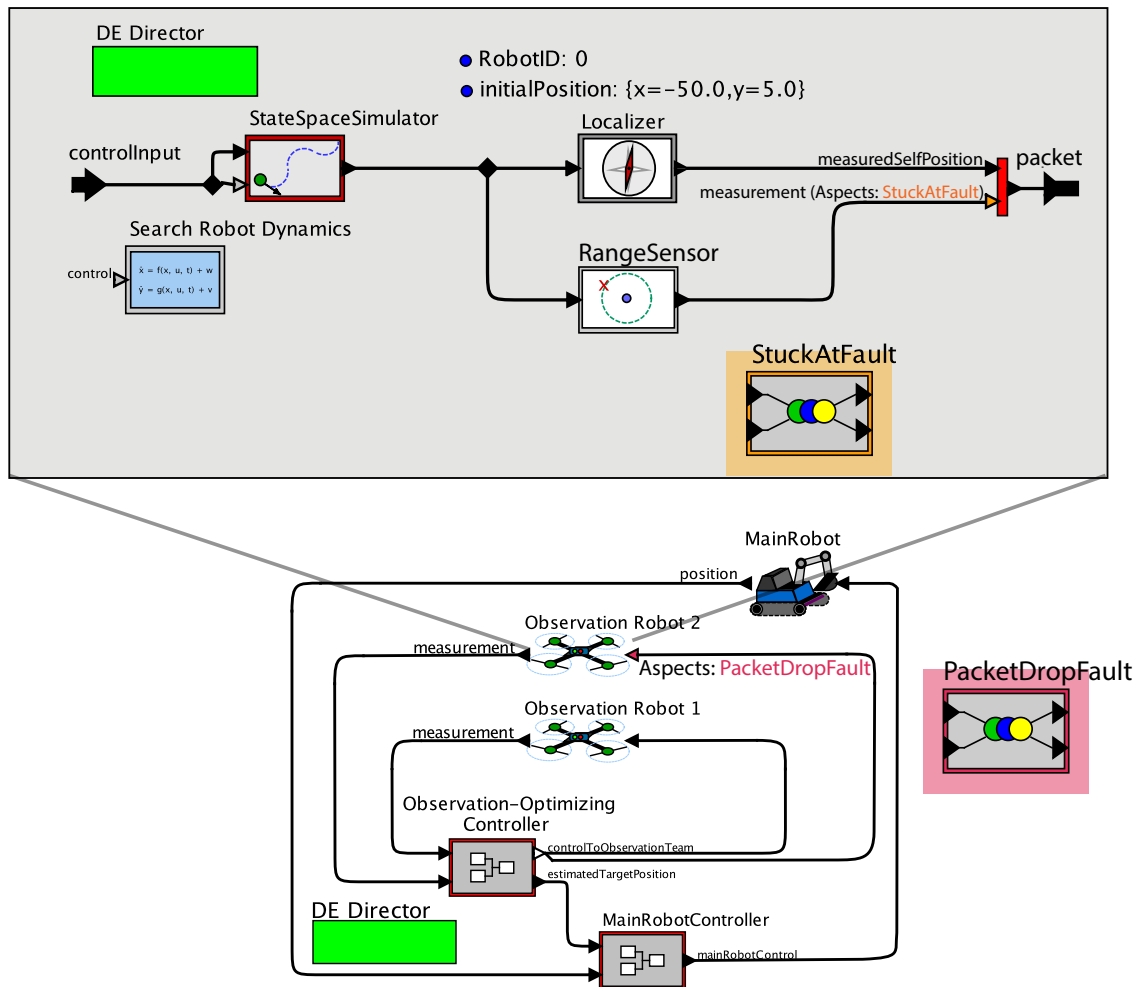 DE Director
RobotID: 0
initialPosition: {x=-50.0,y=5.0}
StateSpaceSimulator
Localizer
controlInput
measuredSelfPosition
packet
measurement (Aspects: StuckAtFault)
Search Robot Dynamics
RangeSensor
control
ẋ = f(x, u, t) + w
ẏ = g(x, u, t) + v
x
StuckAtFault
MainRobot
position
Observation Robot 2
measurement
Aspects: PacketDropFault
PacketDropFault
Observation Robot 1
measurement
Observation-Optimizing
Controller
controlToObservationTeam
estimatedTargetPosition
DE Director
MainRobotController
mainRobotControl